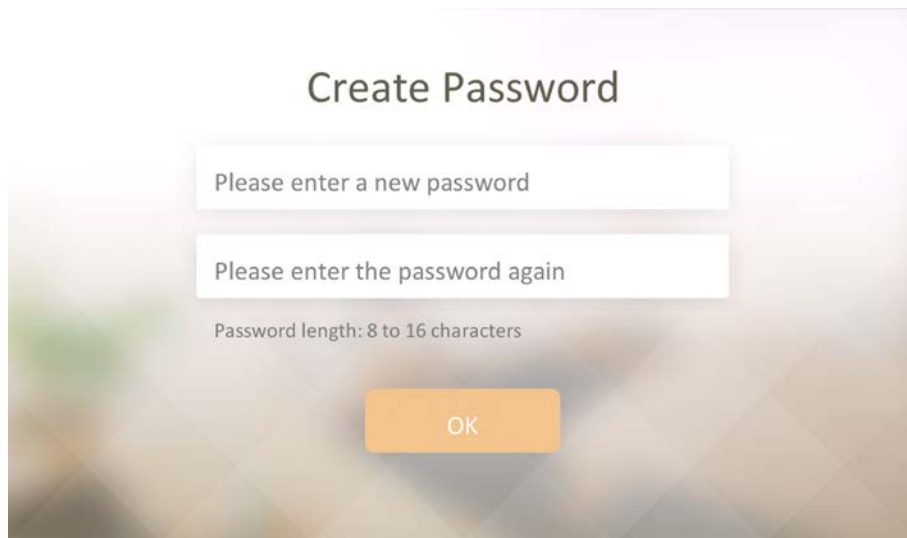 Create Password
Please enter a new password
Please enter the password again
Password length: 8 to 16 characters
OK